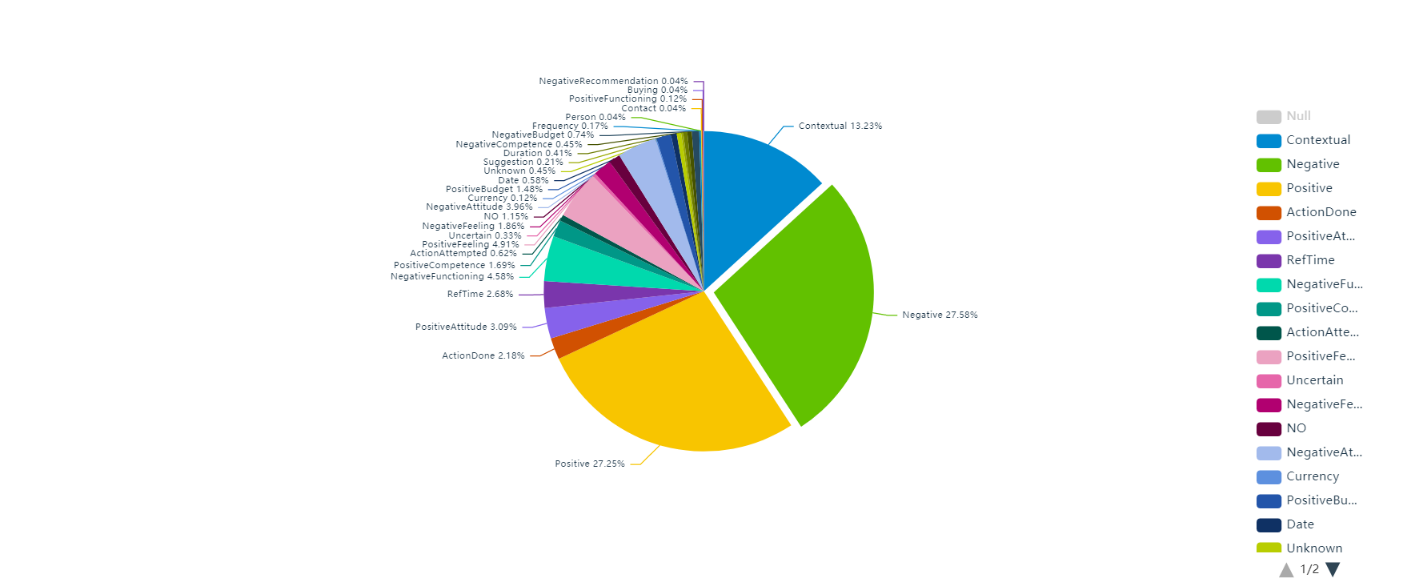 NegativeRecommendation 0.04%
Buying 0.04%
PositiveFunctioning 0.12%
Contact 0.04%
Person 0.04%
Frequency 0.17%
NegativeBudget 0.74%
NegativeCompetence 0.45%
Duration 0.41%
Suggestion 0.21%
Unknown 0.45%
Date 0.58%
PositiveBudget 1.48%
Currency 0.12%
NegativeAttitude 3.96%
NO 1.15%
NegativeFeeling 1.86%
Uncertain 0.33%
PositiveFeeling 4.91%
ActionAttempted 0.62%
PositiveCompetence 1.69%
NegativeFunctioning 4.58%
RefTime 2.68%
PositiveAttitude 3.09%
ActionDone 2.18%
Positive 27.25%
Contextual 13.23%
Negative 27.58%
Null
Contextual
Negative
Positive
ActionDone
PositiveAt...
RefTime
NegativeFu...
PositiveCo...
ActionAtte...
PositiveFe...
Uncertain
NegativeFe...
NO
NegativeAt...
Currency
PositiveBu...
Date
Unknown
1/2